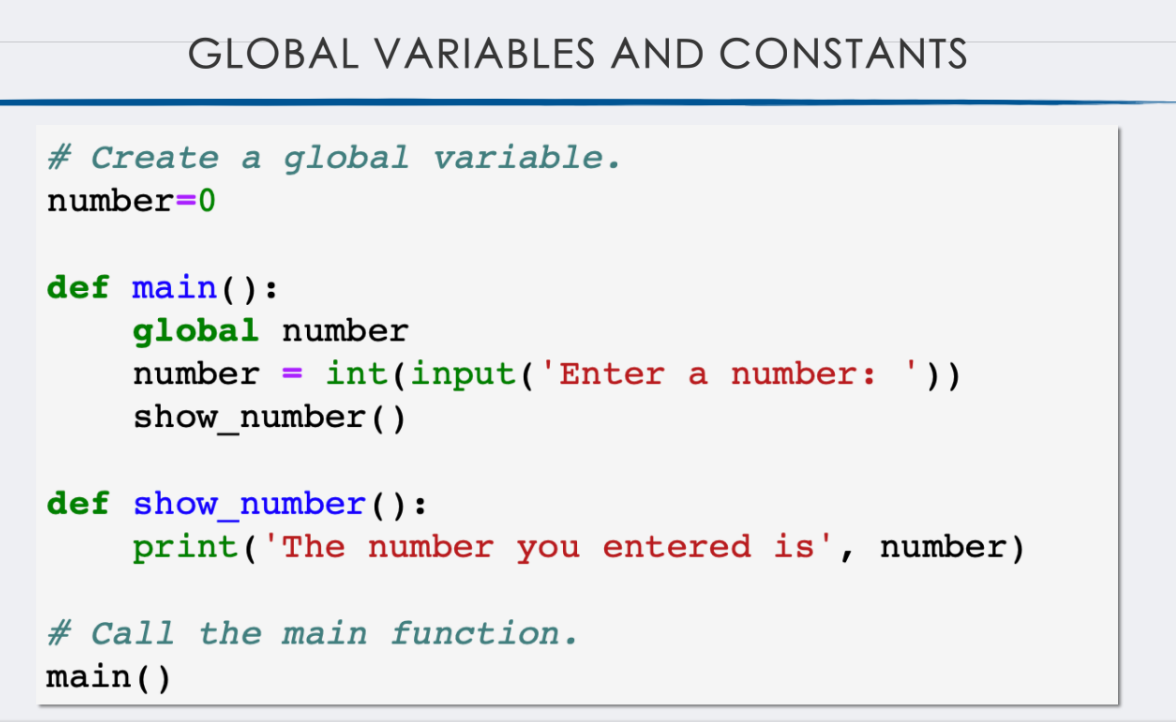 GLOBAL VARIABLES AND CONSTANTS
# Create a global variable.
number=0
def main():
    global number
    number = int(input('Enter a number: '))
    show_number()
def show_number():
    print('The number you entered is', number)
# Call the main function.
main()